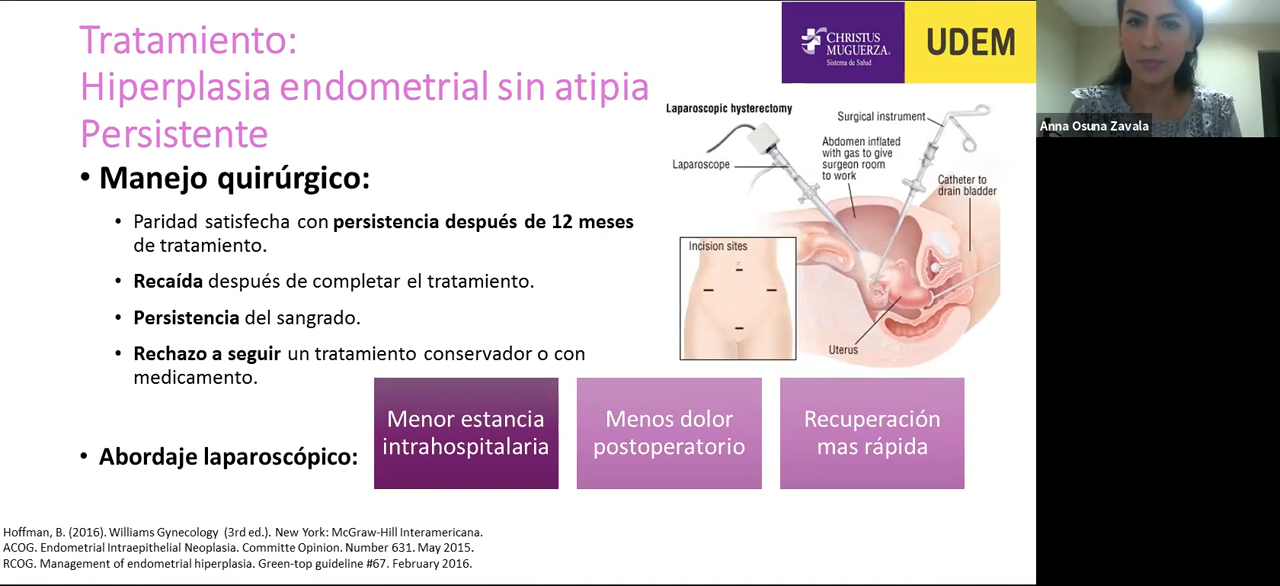 Tratamiento:
Hiperplasia endometrial sin atipia
Persistente
• Manejo quirúrgico:
• Paridad satisfecha con persistencia después de 12 meses
de tratamiento.
• Recaída después de completar el tratamiento.
• Persistencia del sangrado.
• Rechazo a seguir un tratamiento conservador o con
medicamento.
• Abordaje laparoscópico:
Menor estancia
intrahospitalaria
Menos dolor
postoperatorio
Recuperación
mas rápida
CHRISTUS
MUGUERZA®
Sistema de Salud
UDEM
Laparoscopic hysterectomy
Laparoscope
Surgical instrument
Abdomen inflated
with gas to give
surgeon room
to work
Catheter to
drain bladder
Incision sites
Uterus
Hoffman, B. (2016). Williams Gynecology (3rd ed.). New York: McGraw-Hill Interamericana.
ACOG. Endometrial Intraepithelial Neoplasia. Committe Opinion. Number 631. May 2015.
RCOG. Management of endometrial hiperplasia. Green-top guideline #67. February 2016.
Anna Osuna Zavala